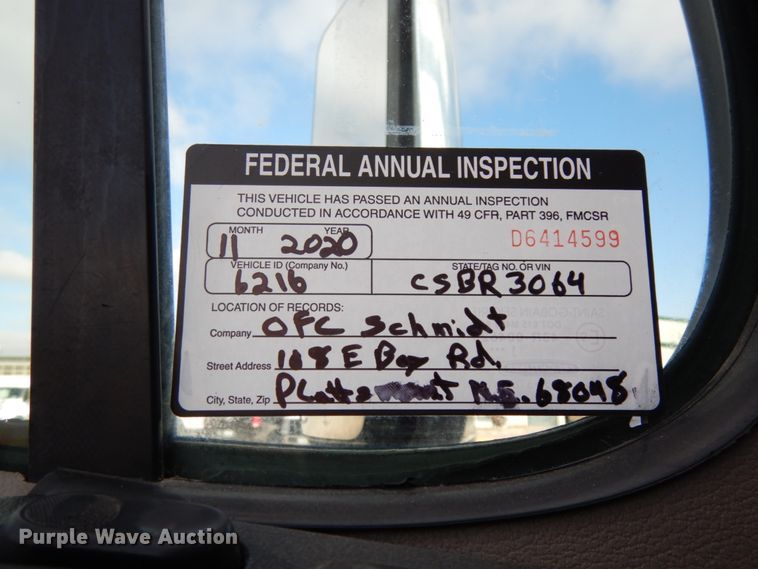 FEDERAL ANNUAL INSPECTION
THIS VEHICLE HAS PASSED AN ANNUAL INSPECTION
CONDUCTED IN ACCORDANCE WITH 49 CFR, PART 396, FMCSR
MONTH YEAR
11 2020 D6414599
VEHICLE ID (Company No.) STATE/TAG NO. OR VIN
6216 CSBR3064
LOCATION OF RECORDS:
Company OFC Schmidt
Street Address 108 E Bay Rd.
City, State, Zip Plattsmouth NE. 68048
Purple Wave Auction